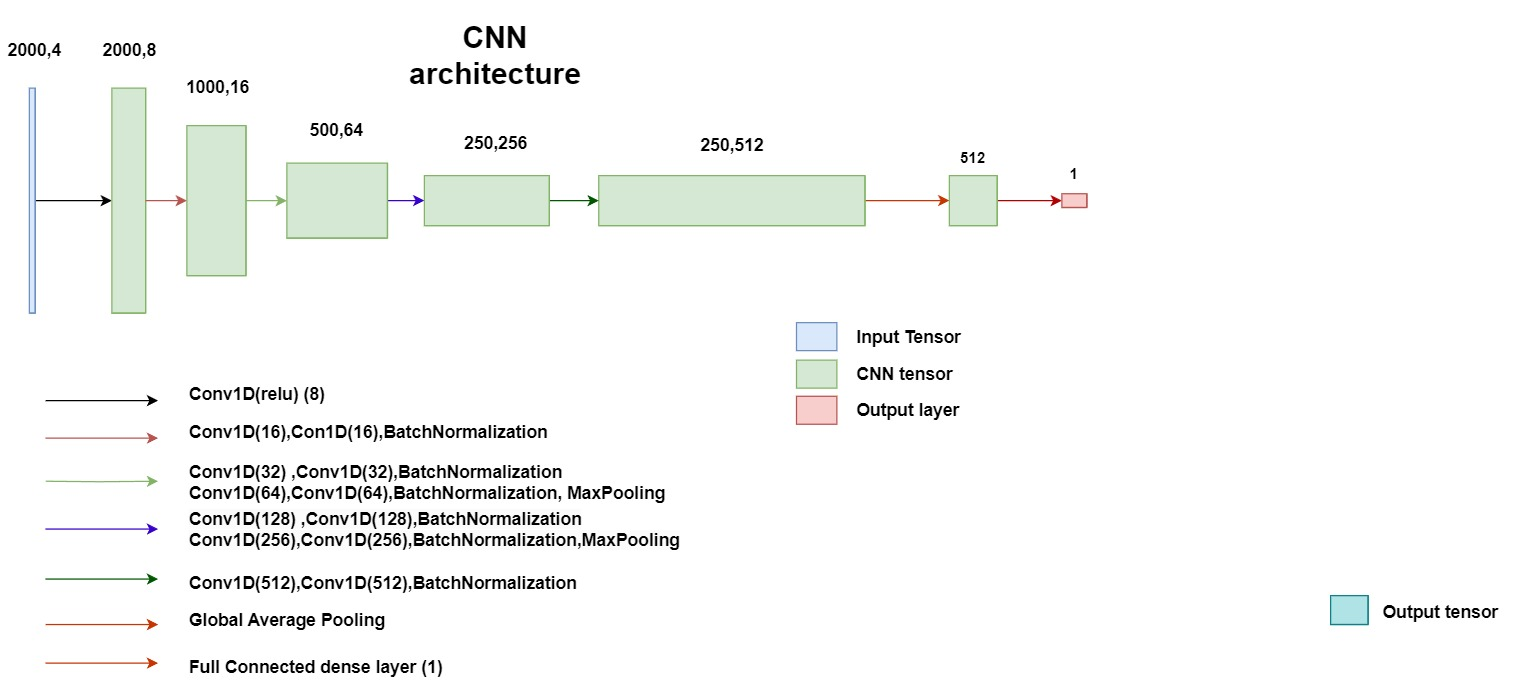 CNN
architecture
2000,4
2000,8
1000,16
500,64
250,256
250,512
512
1
Input Tensor
CNN tensor
Output layer
Conv1D(relu) (8)
Conv1D(16),Con1D(16),BatchNormalization
Conv1D(32) ,Conv1D(32),BatchNormalization
Conv1D(64),Conv1D(64),BatchNormalization, MaxPooling
Conv1D(128) ,Conv1D(128),BatchNormalization
Conv1D(256),Conv1D(256),BatchNormalization,MaxPooling
Conv1D(512),Conv1D(512),BatchNormalization
Global Average Pooling
Full Connected dense layer (1)
Output tensor